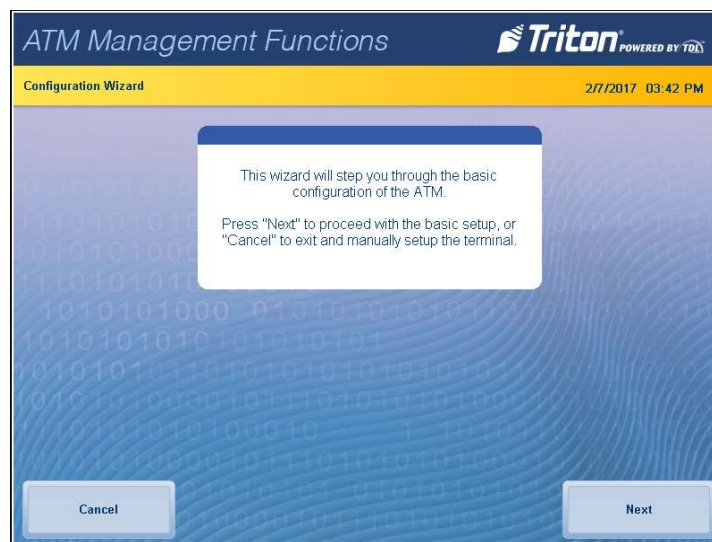 ATM Management Functions
Triton POWERED BY TDL
Configuration Wizard
2/7/2017 03:42 PM
This wizard will step you through the basic
configuration of the ATM.
Press "Next" to proceed with the basic setup, or
"Cancel" to exit and manually setup the terminal.
Cancel
Next